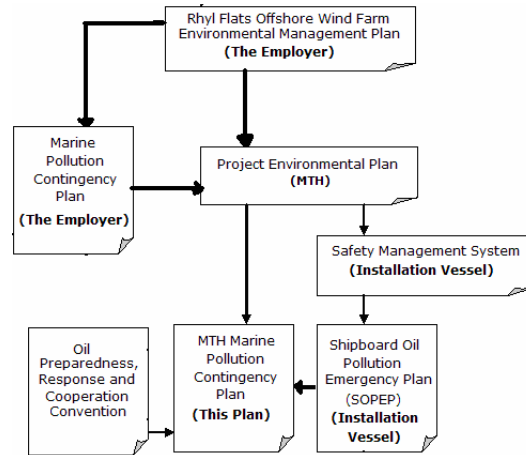 Rhyl Flats Offshore Wind Farm
Environmental Management Plan
(The Employer)
Marine
Pollution
Contingency
Plan
(The Employer)
Project Environmental Plan
(MTH)
Safety Management System
(Installation Vessel)
Oil
Preparedness,
Response and
Cooperation
Convention
MTH Marine
Pollution
Contingency
Plan
(This Plan)
Shipboard Oil
Pollution
Emergency Plan
(SOPEP)
(Installation
Vessel)